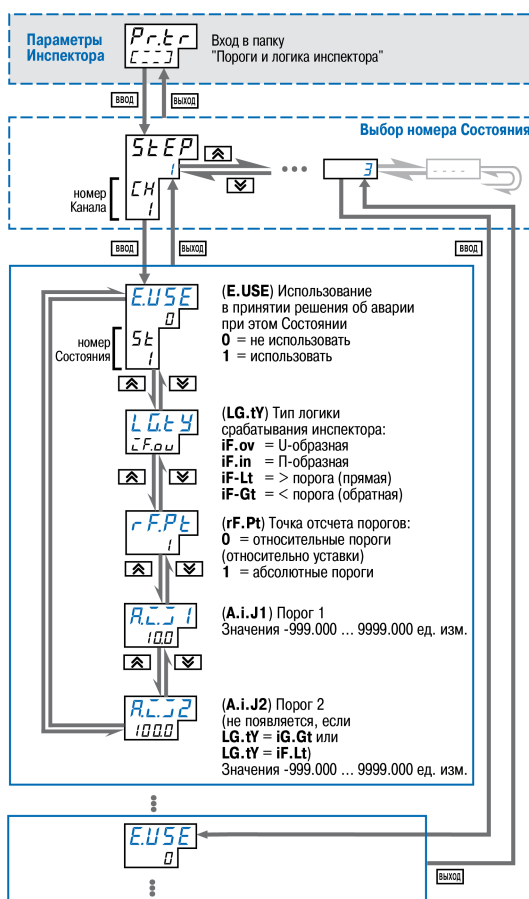 Параметры
Инспектора
Pr.tr
[---]
Вход в папку
"Пороги и логика инспектора"
ВВОД
ВЫХОД
Выбор номера Состояния
StEP
1
номер
Канала
CH
1
•••
3
----
ВВОД
ВЫХОД
ВВОД
E.USE
0
номер
Состояния
St
1
(E.USE) Использование
в принятии решения об аварии
при этом Состоянии
0 = не использовать
1 = использовать
LG.tY
iF.ov
(LG.tY) Тип логики
срабатывания инспектора:
iF.ov = U-образная
iF.in = П-образная
iF-Lt = > порога (прямая)
iF-Gt = < порога (обратная)
rF.Pt
1
(rF.Pt) Точка отсчета порогов:
0 = относительные пороги
(относительно уставки)
1 = абсолютные пороги
A.i.J1
10.0
(A.i.J1) Порог 1
Значения -999.000 ... 9999.000 ед. изм.
A.i.J2
100.0
(A.i.J2) Порог 2
(не появляется, если
LG.tY = iG.Gt или
LG.tY = iF.Lt)
Значения -999.000 ... 9999.000 ед. изм.
E.USE
0
ВЫХОД